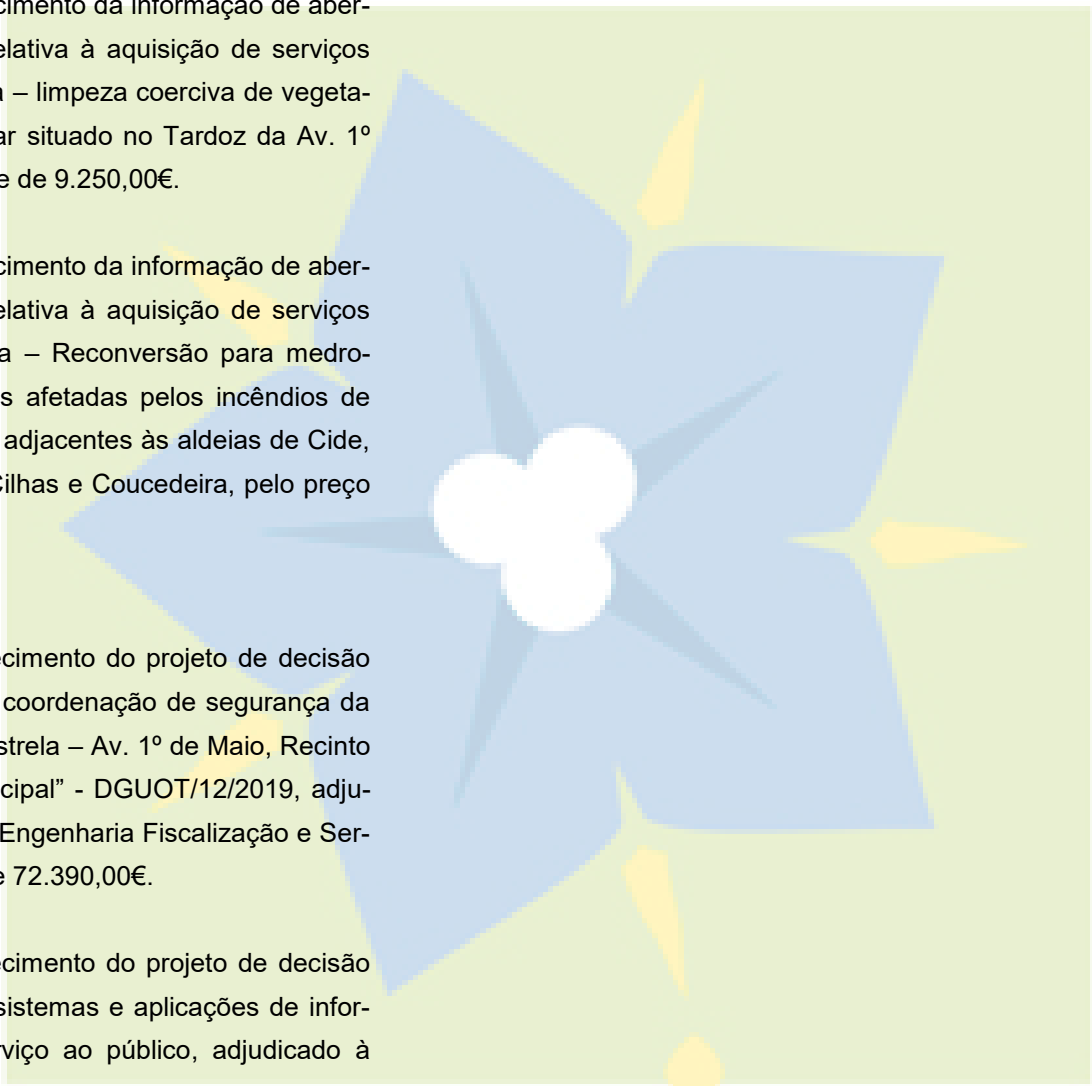 cimento da informação de aber-
elativa à aquisição de serviços
– limpeza coerciva de vegeta-
ar situado no Tardoz da Av. 1º
e de 9.250,00€.
cimento da informação de aber-
elativa à aquisição de serviços
a – Reconversão para medro-
s afetadas pelos incêndios de
adjacentes às aldeias de Cide,
Cilhas e Coucedeira, pelo preço
ecimento do projeto de decisão
coordenação de segurança da
strela – Av. 1º de Maio, Recinto
cipal” - DGUOT/12/2019, adju-
Engenharia Fiscalização e Ser-
e 72.390,00€.
ecimento do projeto de decisão
sistemas e aplicações de infor-
rviço ao público, adjudicado à